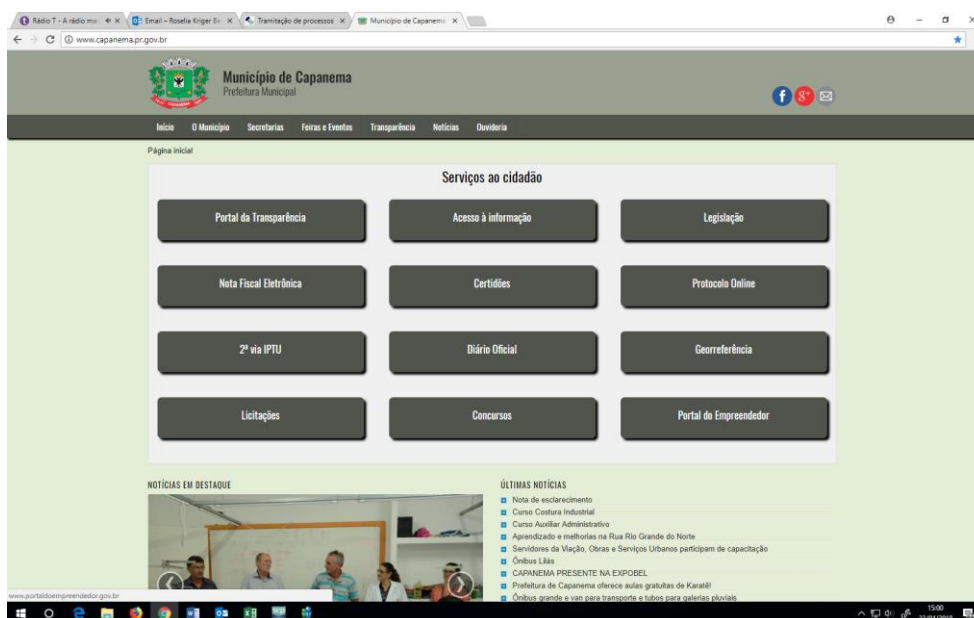 Rádio T - A rádio ma
Email – Roselia Kriger Be
Tramitação de processos
Município de Capanema
www.capanema.pr.gov.br
Município de Capanema
Prefeitura Municipal
Início O Município Secretarias Feiras e Eventos Transparência Notícias Ouvidoria
Página inicial
Serviços ao cidadão
Portal da Transparência Acesso à informação Legislação
Nota Fiscal Eletrônica Certidões Protocolo Online
2ª via IPTU Diário Oficial Georreferência
Licitações Concursos Portal do Empreendedor
NOTÍCIAS EM DESTAQUE
ÚLTIMAS NOTÍCIAS
Nota de esclarecimento
Curso Costura Industrial
Curso Auxiliar Administrativo
Aprendizado e melhorias na Rua Rio Grande do Norte
Servidores da Viação, Obras e Serviços Urbanos participam de capacitação
Ônibus Lilás
CAPANEMA PRESENTE NA EXPOBEL
Prefeitura de Capanema oferece aulas gratuitas de Karatê!
Ônibus grande e van para transporte e tubos para galerias pluviais
www.portaldoempreendedor.gov.br
15:00